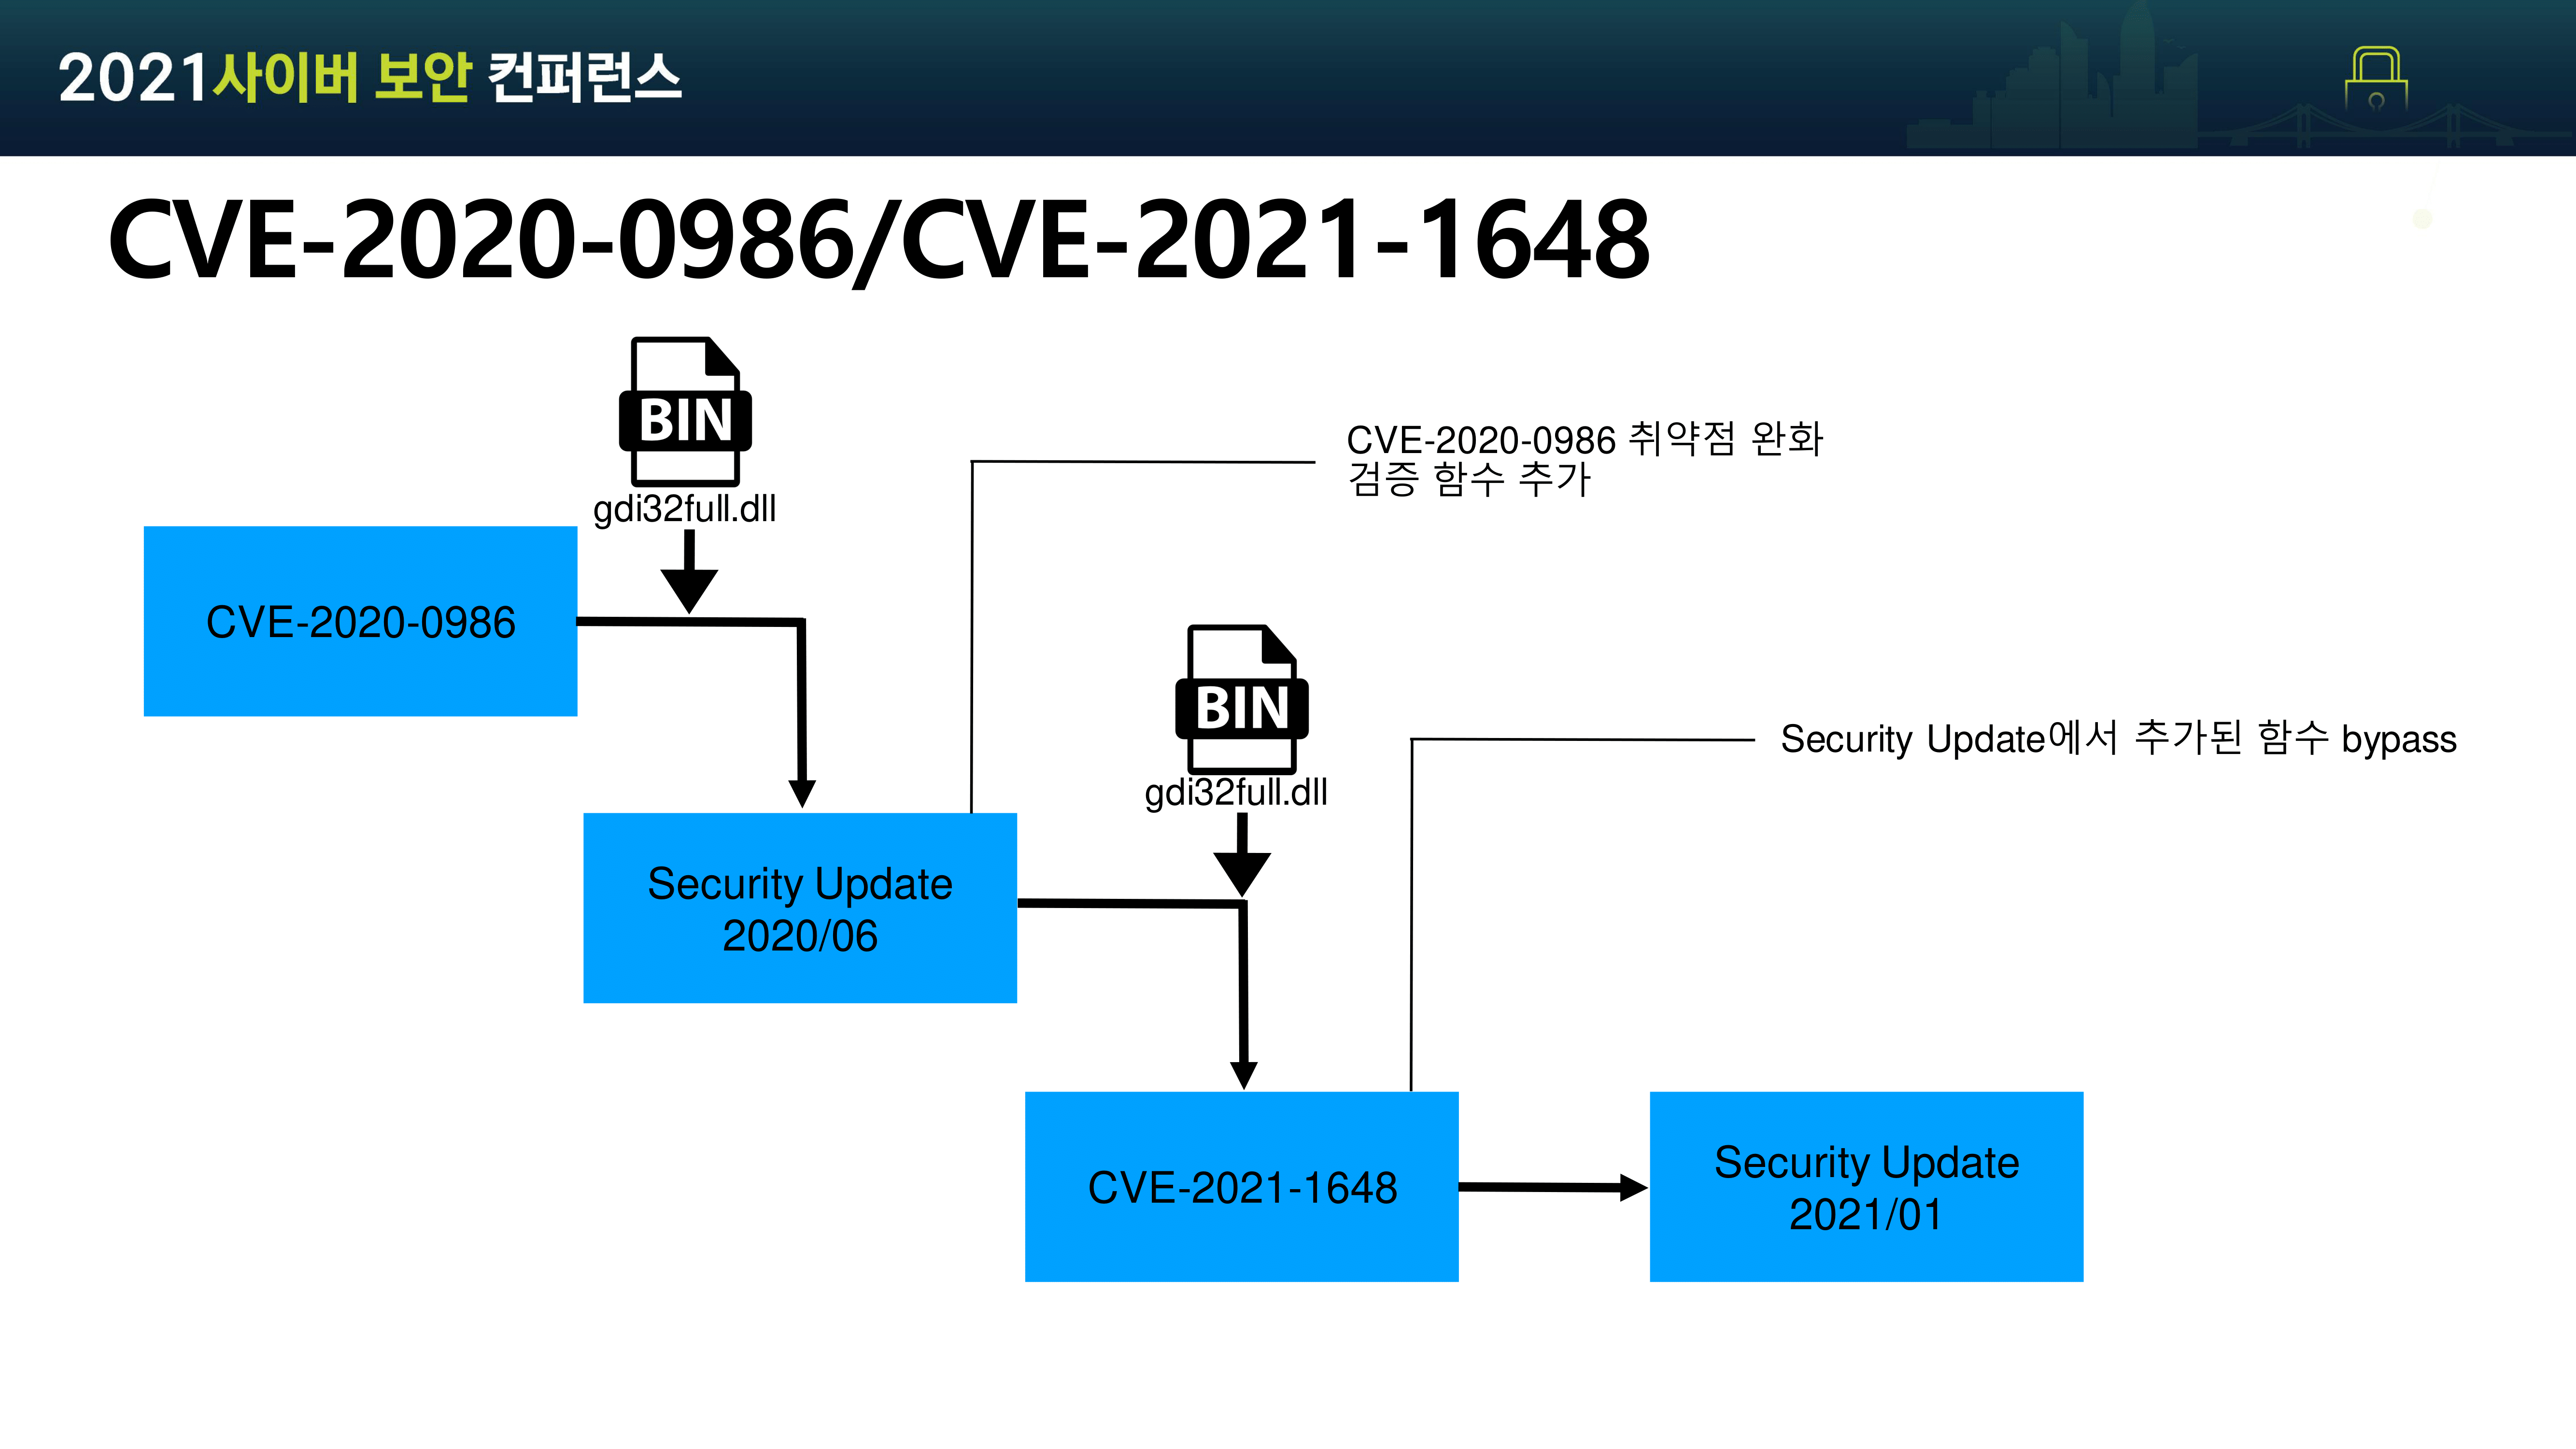 2021사이버 보안 컨퍼런스
CVE-2020-0986/CVE-2021-1648
BIN
gdi32full.dll
CVE-2020-0986 취약점 완화
검증 함수 추가
CVE-2020-0986
BIN
gdi32full.dll
Security Update에서 추가된 함수 bypass
Security Update
2020/06
CVE-2021-1648
Security Update
2021/01